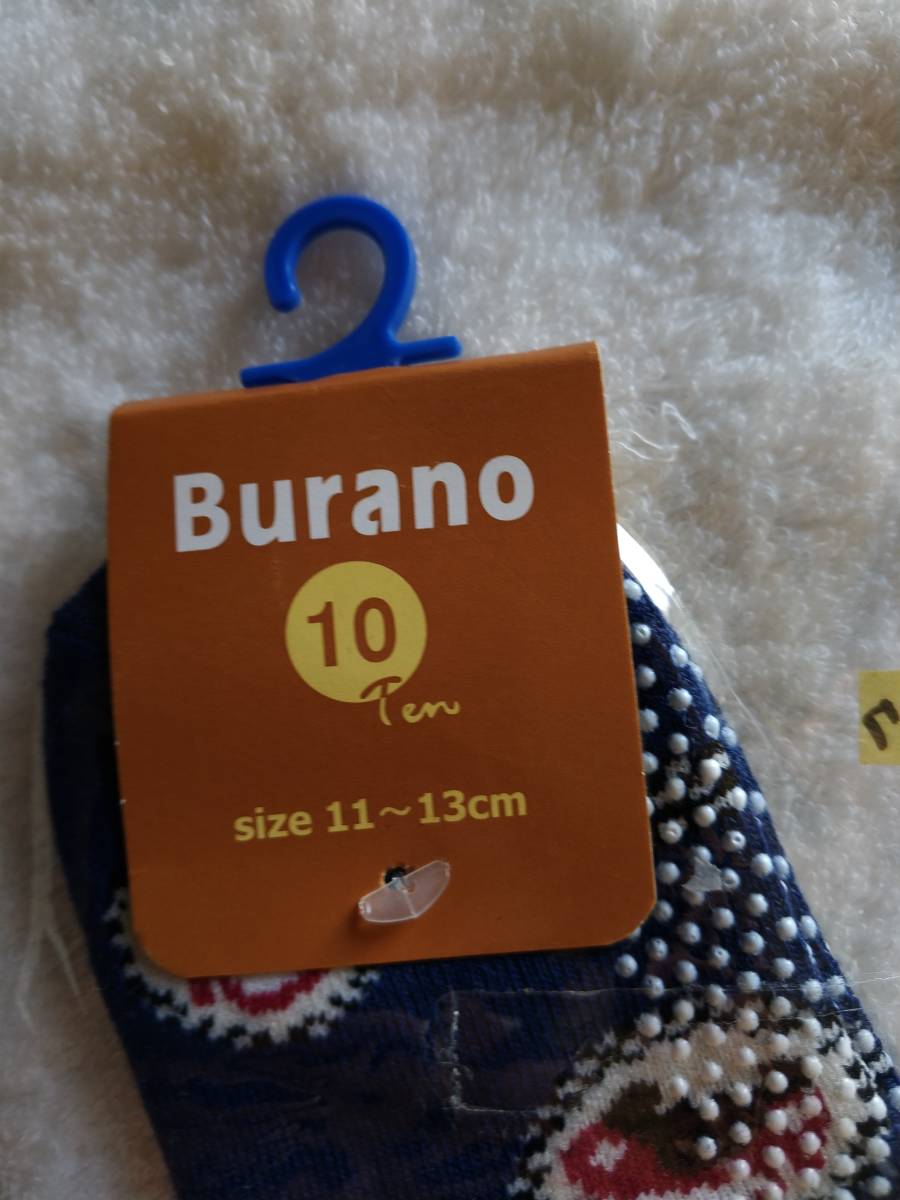 Burano
10
Ten
size 11~13cm